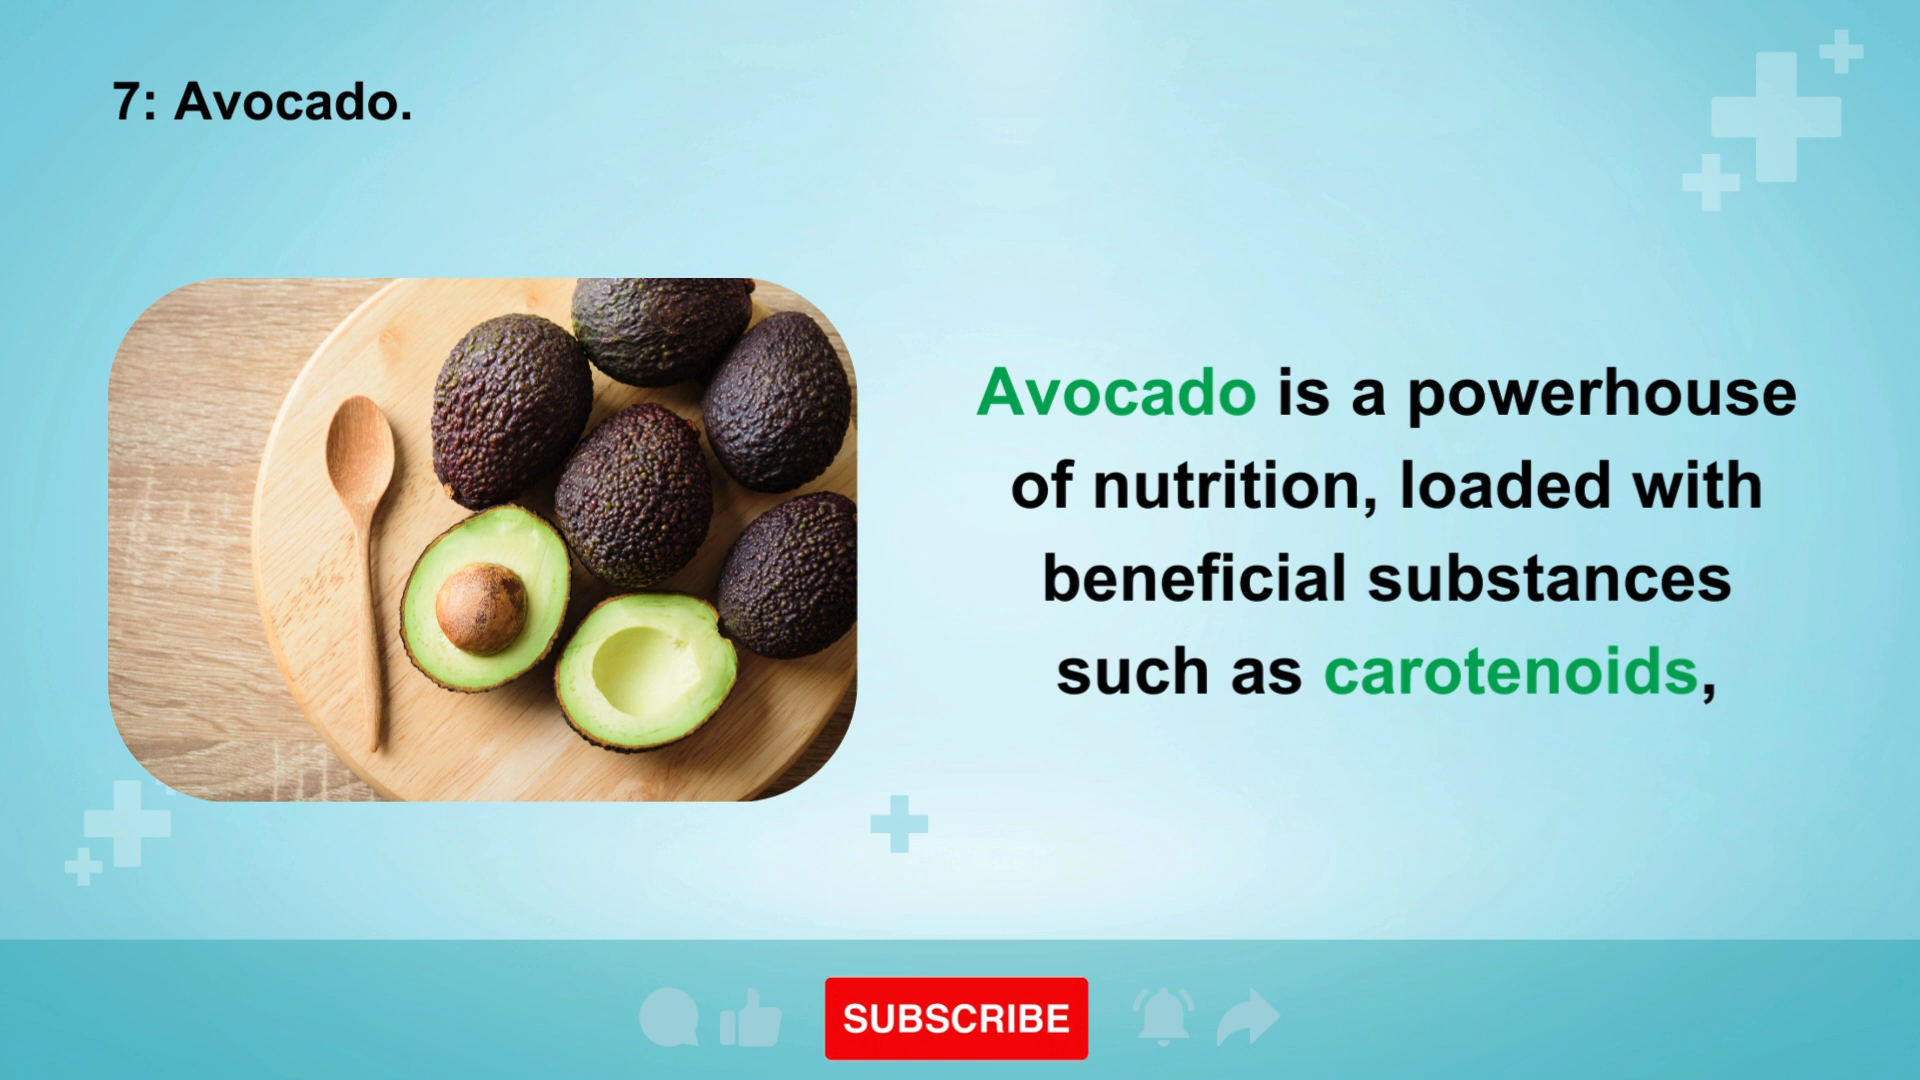 7: Avocado.
Avocado is a powerhouse
of nutrition, loaded with
beneficial substances
such as carotenoids,
SUBSCRIBE